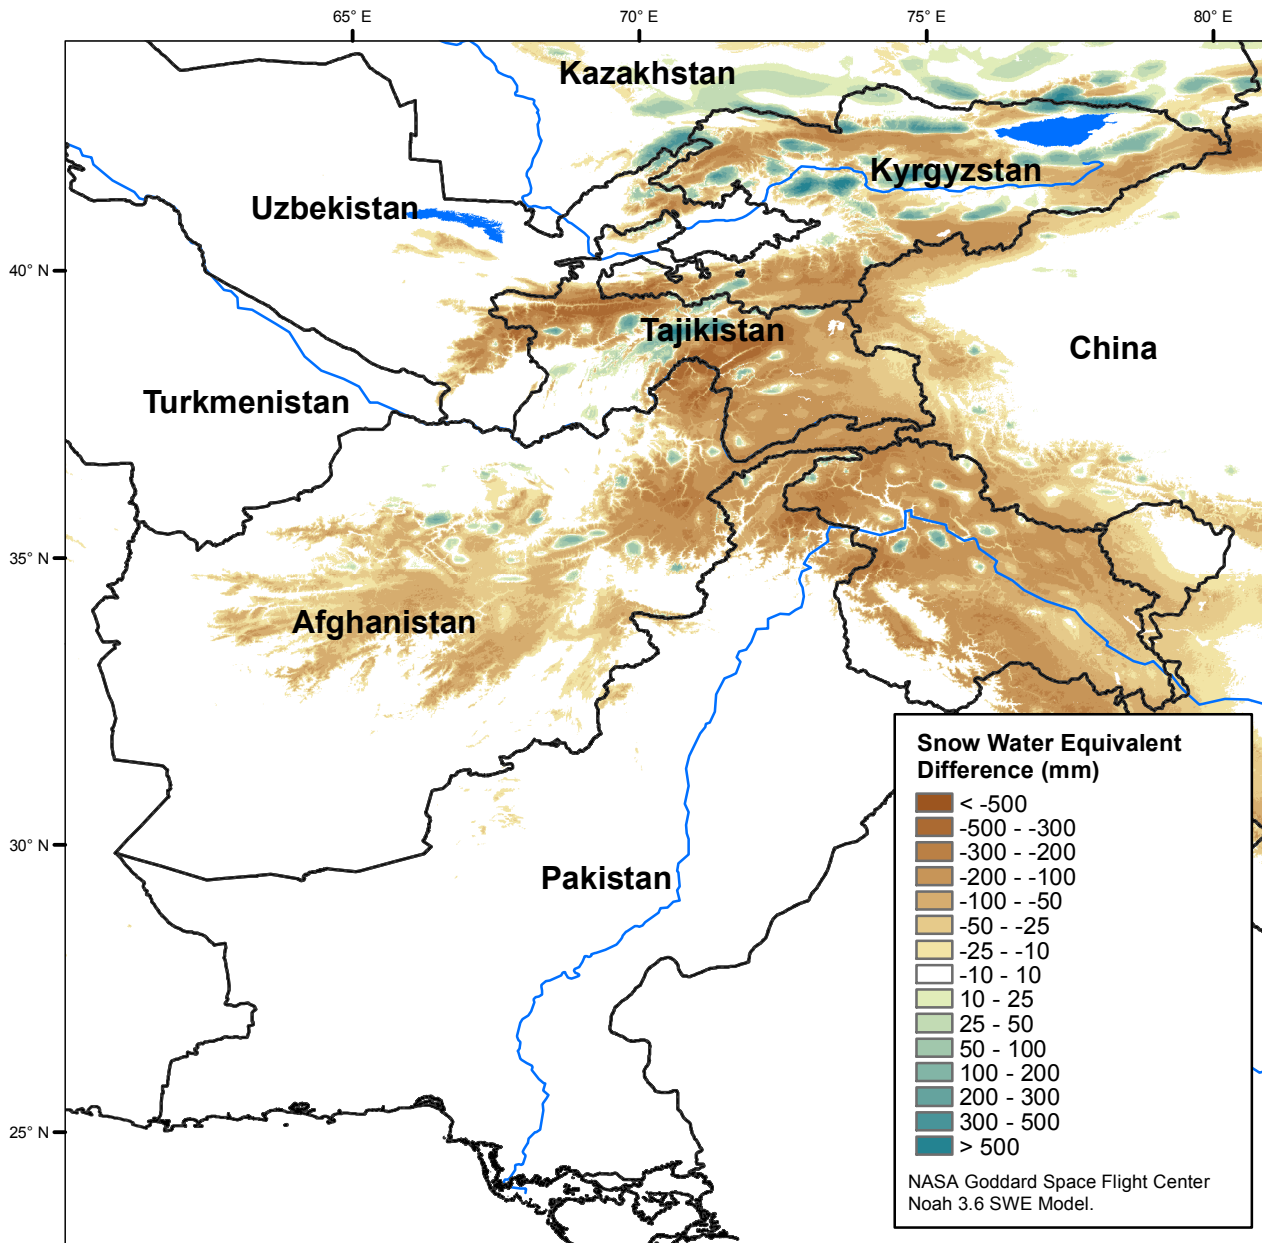 65° E
70° E
75° E
80° E
Kazakhstan
Kyrgyzstan
Uzbekistan
40° N
Tajikistan
China
Turkmenistan
35° N
Afghanistan
30° N
Pakistan
25° N
Snow Water Equivalent
Difference (mm)
< -500
-500 - -300
-300 - -200
-200 - -100
-100 - -50
-50 - -25
-25 - -10
-10 - 10
10 - 25
25 - 50
50 - 100
100 - 200
200 - 300
300 - 500
> 500
NASA Goddard Space Flight Center
Noah 3.6 SWE Model.